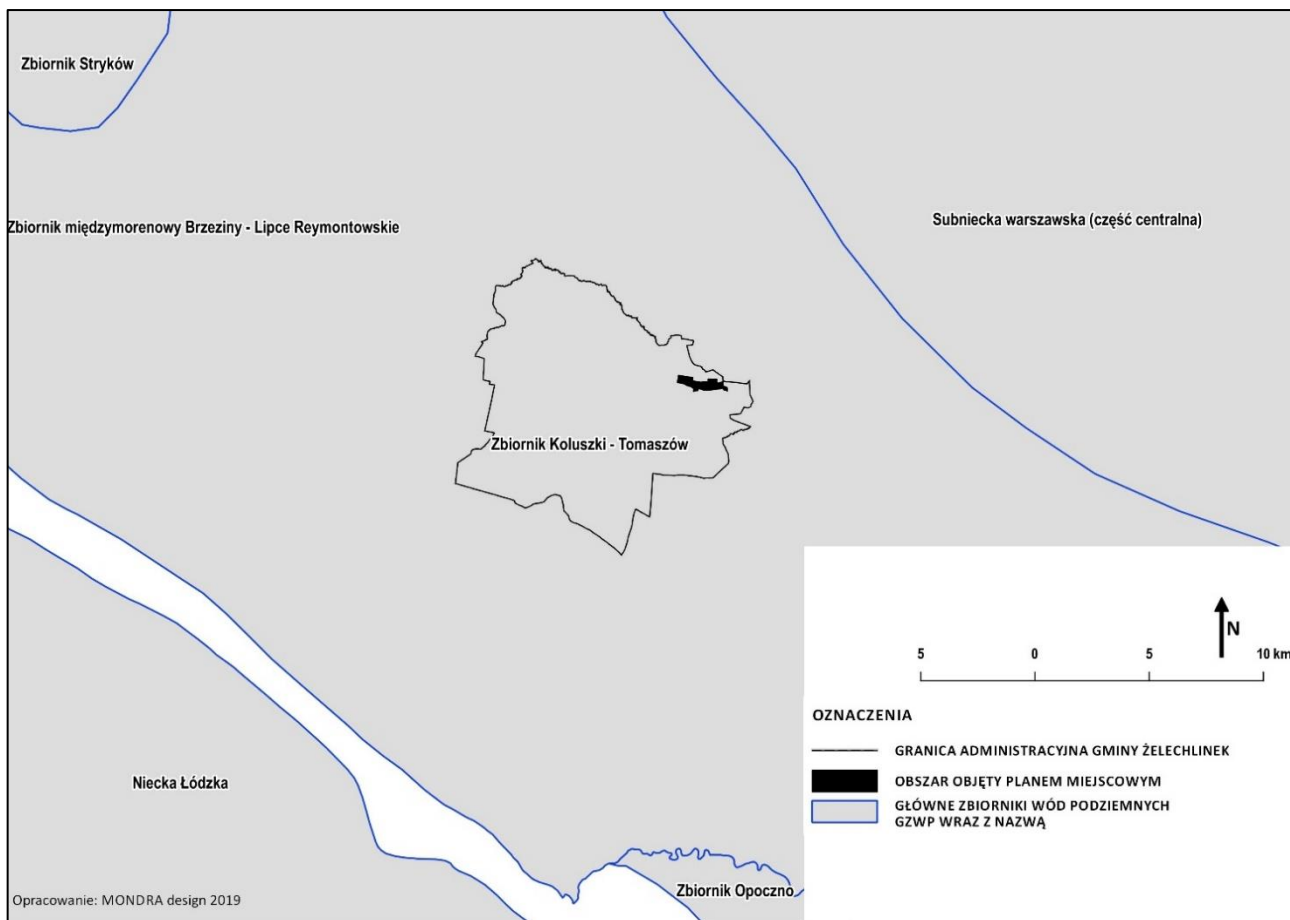 Zbiornik Stryków
Zbiornik międzymorenowy Brzeziny - Lipce Reymontowskie
Subniecka warszawska (część centralna)
Zbiornik Koluszki - Tomaszów
Niecka Łódzka
Zbiornik Opoczno
N
5 0 5 10 km
OZNACZENIA
GRANICA ADMINISTRACYJNA GMINY ŻELECHLINEK
OBSZAR OBJĘTY PLANEM MIEJSCOWYM
GŁÓWNE ZBIORNIKI WÓD PODZIEMNYCH
GZWP WRAZ Z NAZWĄ
Opracowanie: MONDRA design 2019